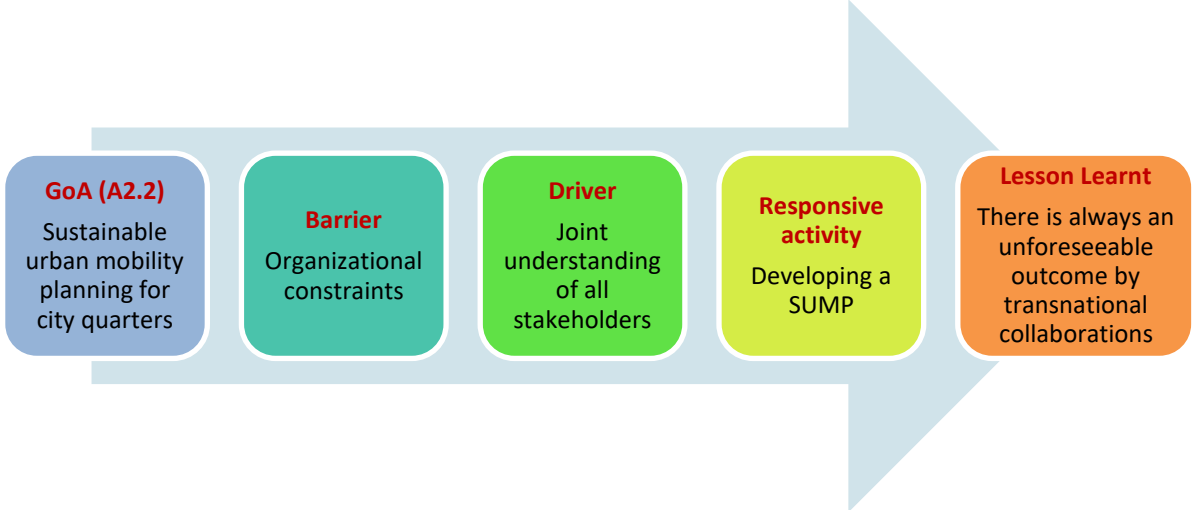 GoA (A2.2)
Sustainable
urban mobility
planning for
city quarters
Barrier
Organizational
constraints
Driver
Joint
understanding
of all
stakeholders
Responsive
activity
Developing a
SUMP
Lesson Learnt
There is always an
unforeseeable
outcome by
transnational
collaborations